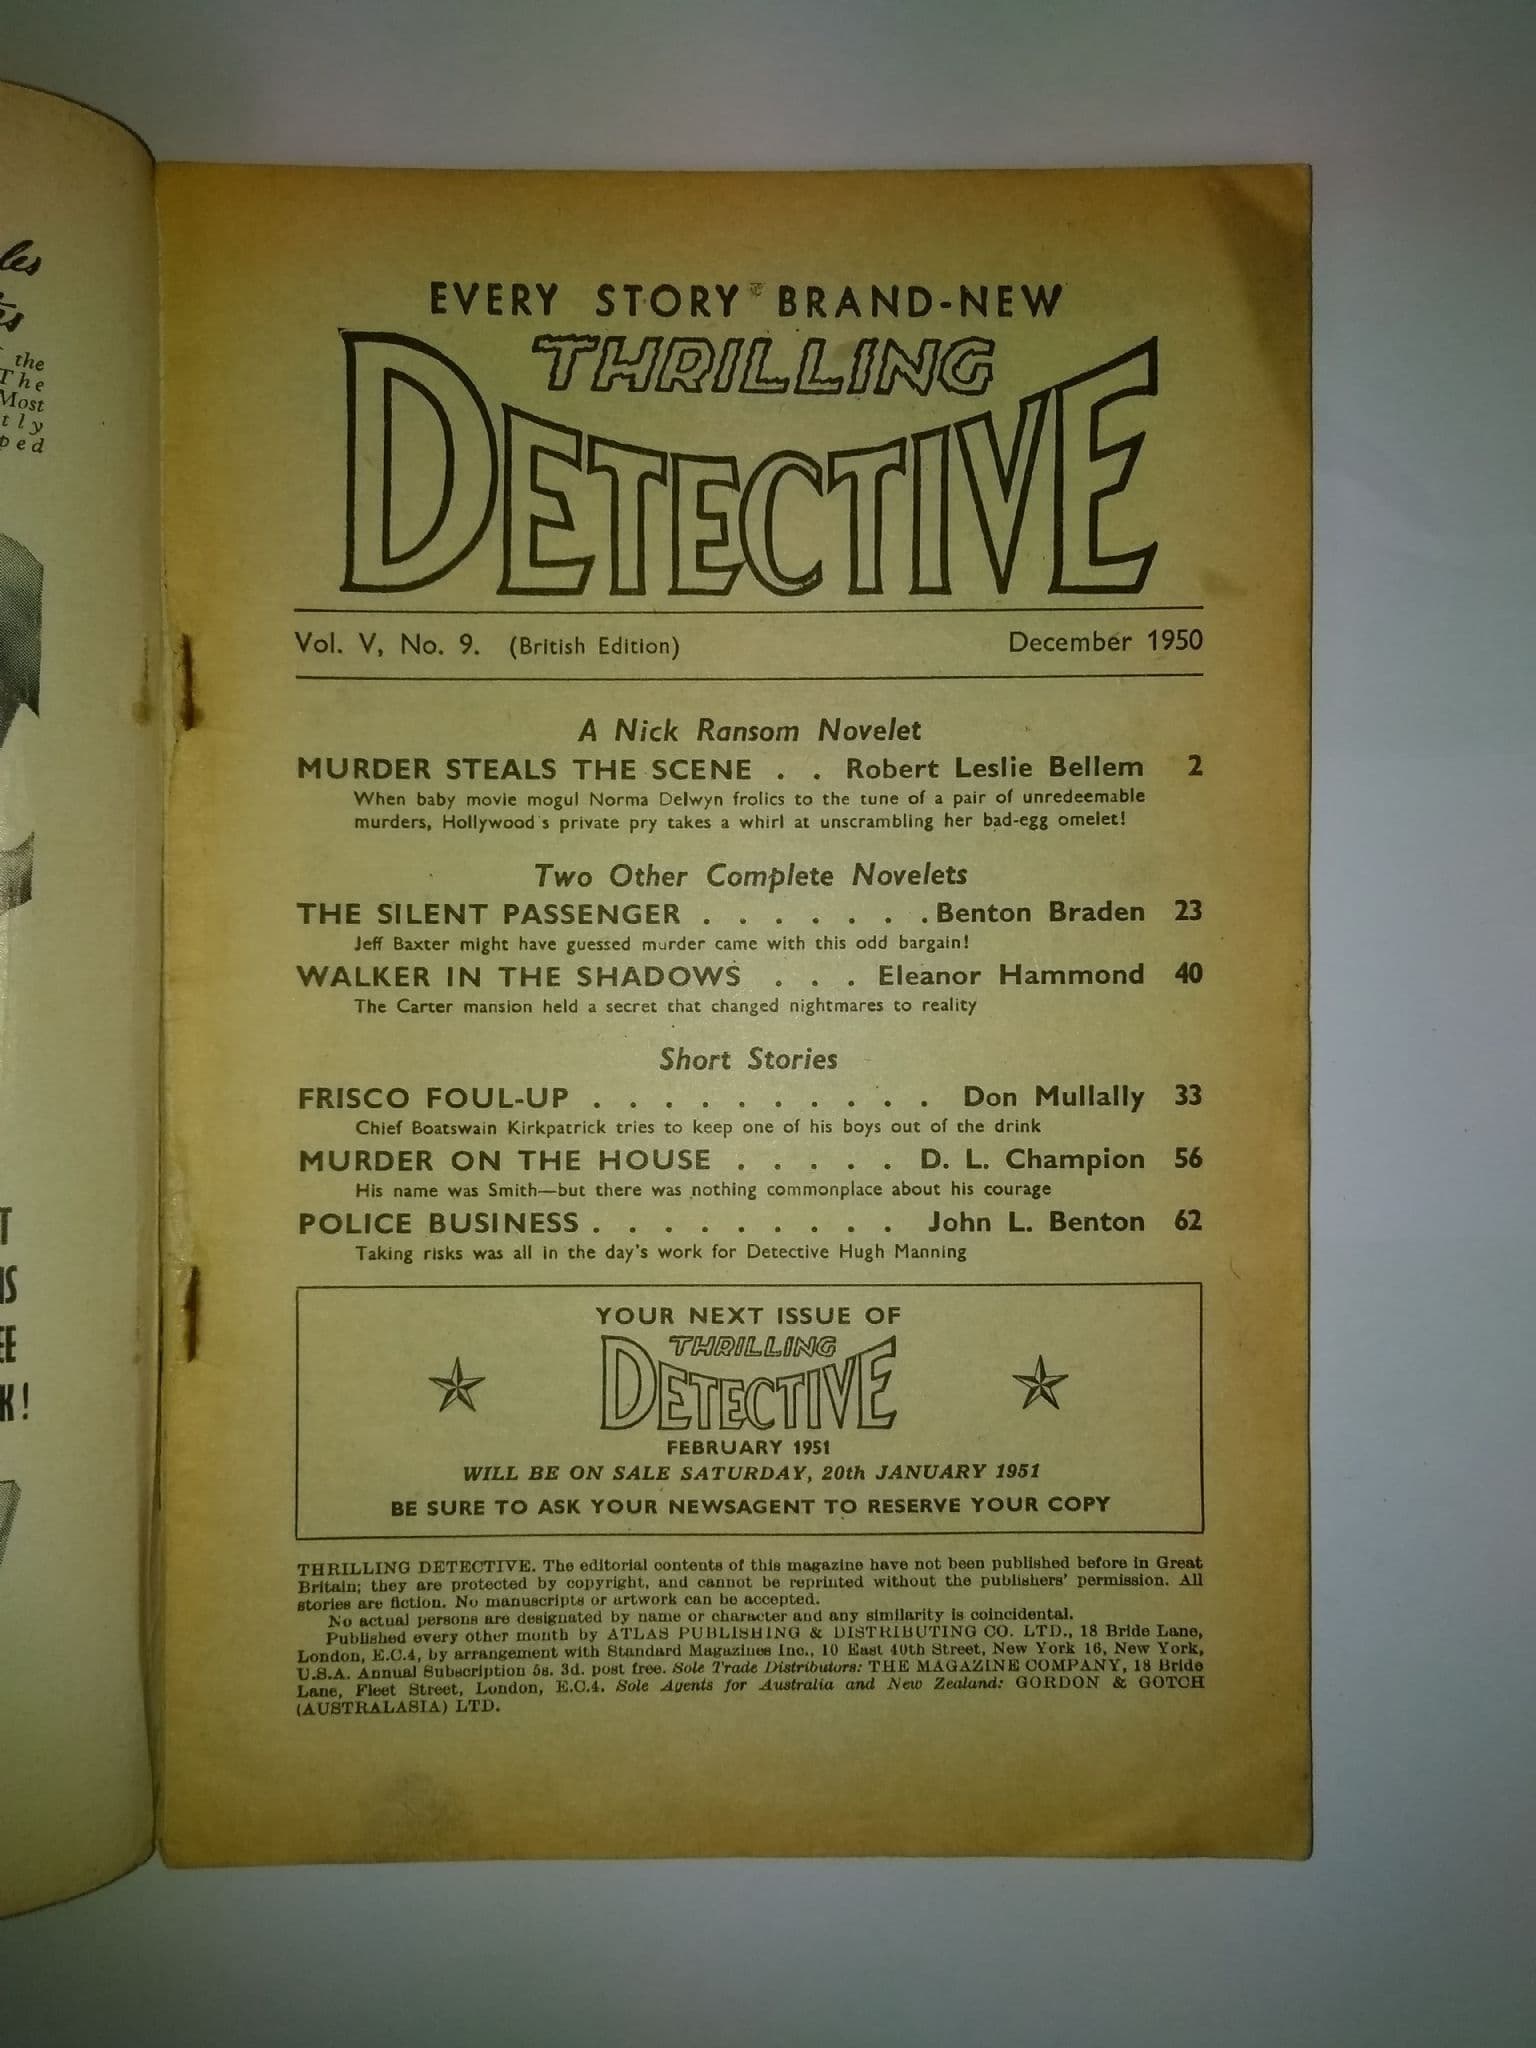 les
the
The
Most
tly
ped
EVERY STORY BRAND-NEW
THRILLING
DETECTIVE
Vol. V, No. 9. (British Edition) December 1950
A Nick Ransom Novelet
MURDER STEALS THE SCENE . . Robert Leslie Bellem 2
When baby movie mogul Norma Delwyn frolics to the tune of a pair of unredeemable
murders, Hollywood's private pry takes a whirl at unscrambling her bad-egg omelet!
Two Other Complete Novelets
THE SILENT PASSENGER . . . . . . . Benton Braden 23
Jeff Baxter might have guessed murder came with this odd bargain!
WALKER IN THE SHADOWS . . . Eleanor Hammond 40
The Carter mansion held a secret that changed nightmares to reality
Short Stories
FRISCO FOUL-UP . . . . . . . . . . Don Mullally 33
Chief Boatswain Kirkpatrick tries to keep one of his boys out of the drink
MURDER ON THE HOUSE . . . . . D. L. Champion 56
His name was Smith—but there was nothing commonplace about his courage
POLICE BUSINESS . . . . . . . . . John L. Benton 62
Taking risks was all in the day's work for Detective Hugh Manning
YOUR NEXT ISSUE OF
THRILLING
DETECTIVE
FEBRUARY 1951
WILL BE ON SALE SATURDAY, 20th JANUARY 1951
BE SURE TO ASK YOUR NEWSAGENT TO RESERVE YOUR COPY
THRILLING DETECTIVE. The editorial contents of this magazine have not been published before in Great
Britain; they are protected by copyright, and cannot be reprinted without the publishers' permission. All
stories are fiction. No manuscripts or artwork can be accepted.
No actual persons are designated by name or character and any similarity is coincidental.
Published every other month by ATLAS PUBLISHING & DISTRIBUTING CO. LTD., 18 Bride Lane,
London, E.C.4, by arrangement with Standard Magazines Inc., 10 East 40th Street, New York 16, New York,
U.S.A. Annual Subscription 5s. 3d. post free. Sole Trade Distributors: THE MAGAZINE COMPANY, 18 Bride
Lane, Fleet Street, London, E.C.4. Sole Agents for Australia and New Zealand: GORDON & GOTCH
(AUSTRALASIA) LTD.